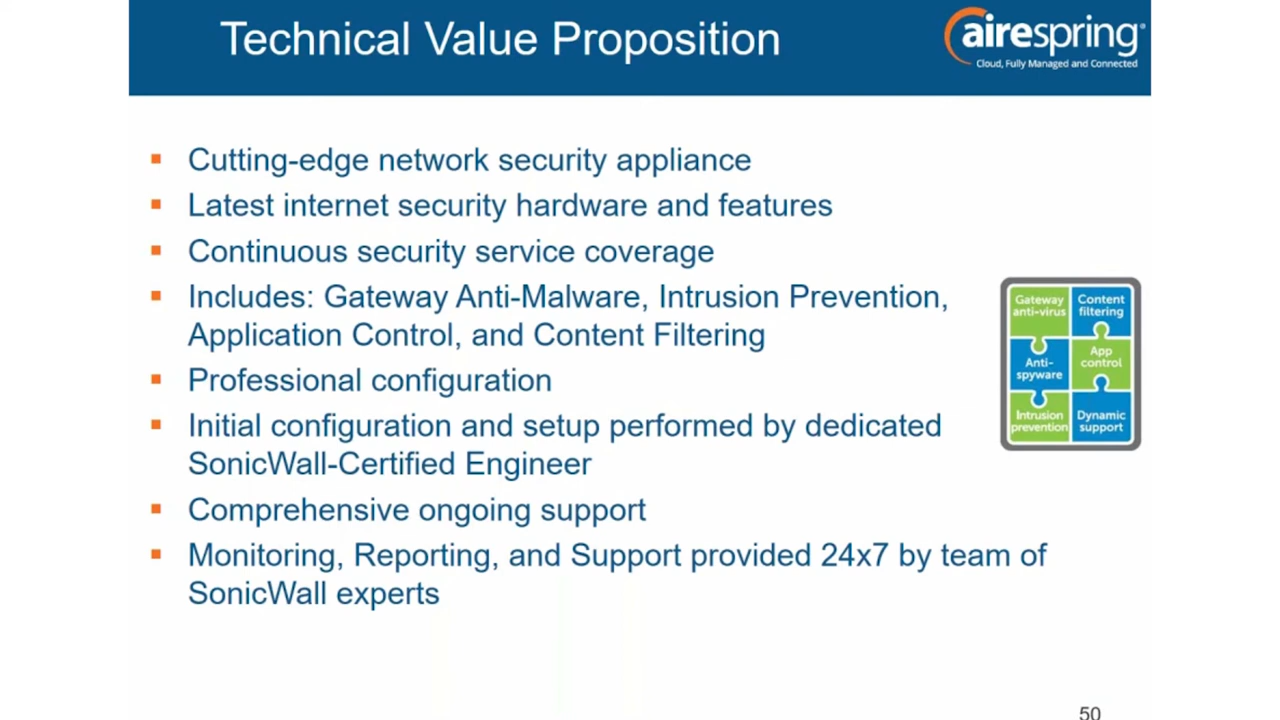 Technical Value Proposition
airespring®
Cloud, Fully Managed and Connected
Cutting-edge network security appliance
Latest internet security hardware and features
Continuous security service coverage
Includes: Gateway Anti-Malware, Intrusion Prevention,
Application Control, and Content Filtering
Professional configuration
Initial configuration and setup performed by dedicated
SonicWall-Certified Engineer
Comprehensive ongoing support
Monitoring, Reporting, and Support provided 24x7 by team of
SonicWall experts
Gateway
anti-virus
Content
filtering
Anti-
spyware
App
control
Intrusion
prevention
Dynamic
support
50